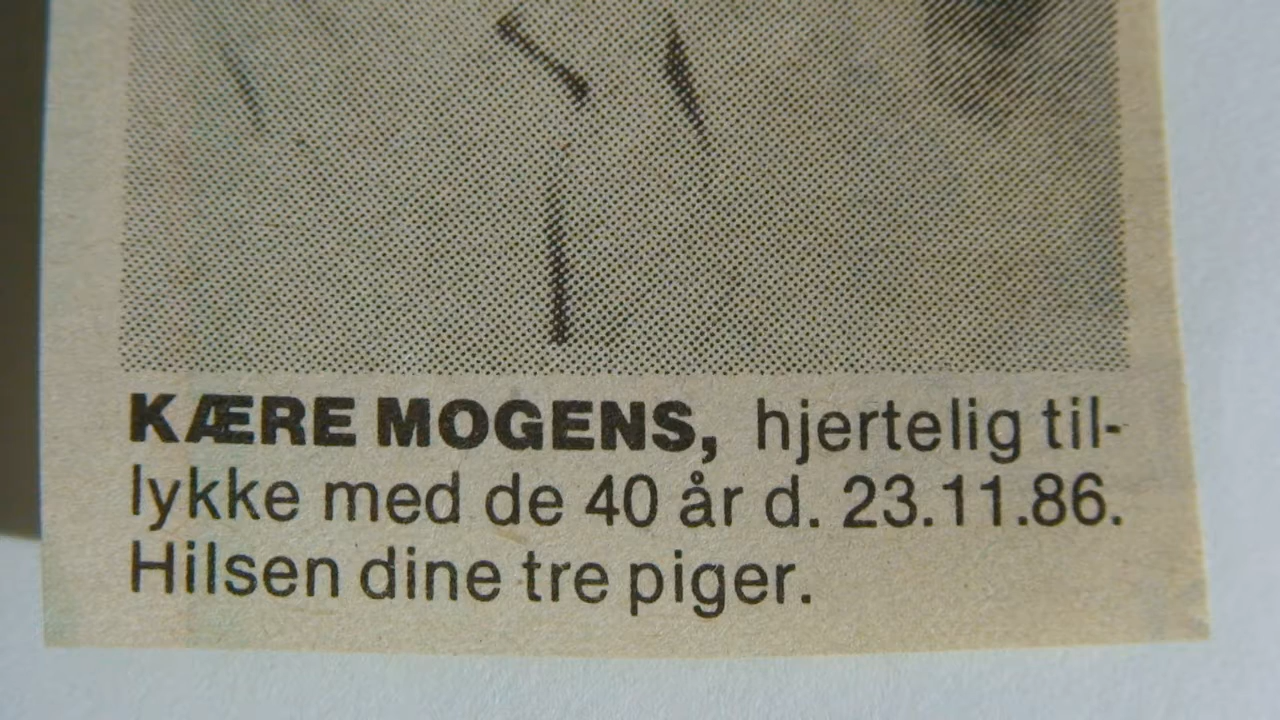 KÆRE MOGENS, hjertelig til-
lykke med de 40 år d. 23.11.86.
Hilsen dine tre piger.